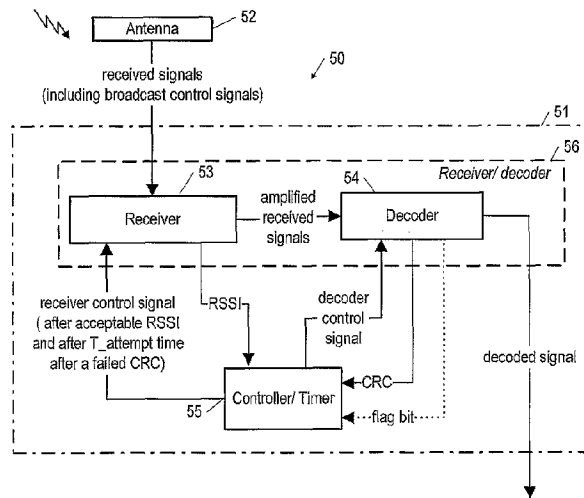 Antenna
52
received signals
(including broadcast control signals)
50
51
56
Receiver/ decoder
53
Receiver
amplified
received
signals
54
Decoder
receiver control signal
( after acceptable RSSI
and after T_attempt time
after a failed CRC)
RSSI
decoder
control
signal
decoded signal
55
Controller/ Timer
CRC
flag bit